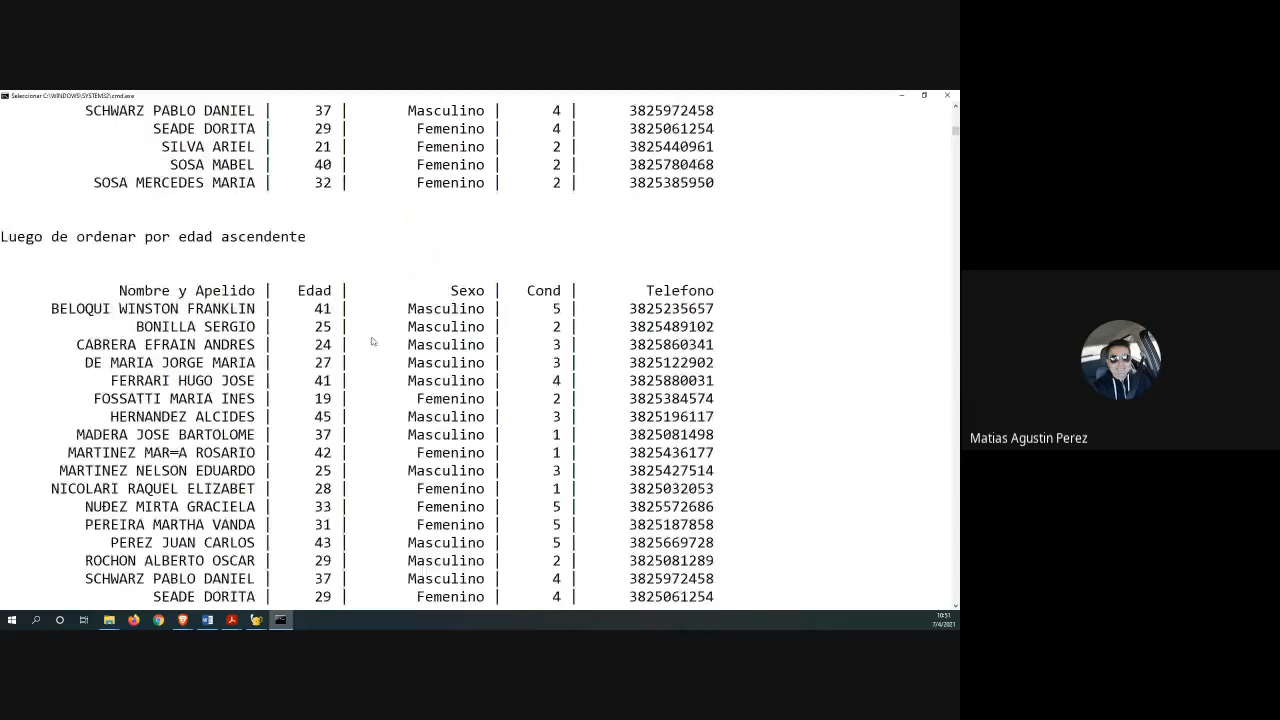 Seleccionar C:\WINDOWS\SYSTEM32\cmd.exe
SCHWARZ PABLO DANIEL | 37 | Masculino | 4 | 3825972458
SEADE DORITA | 29 | Femenino | 4 | 3825061254
SILVA ARIEL | 21 | Femenino | 2 | 3825440961
SOSA MABEL | 40 | Femenino | 2 | 3825780468
SOSA MERCEDES MARIA | 32 | Femenino | 2 | 3825385950
Luego de ordenar por edad ascendente
Nombre y Apelido | Edad | Sexo | Cond | Telefono
BELOQUI WINSTON FRANKLIN | 41 | Masculino | 5 | 3825235657
BONILLA SERGIO | 25 | Masculino | 2 | 3825489102
CABRERA EFRAIN ANDRES | 24 | Masculino | 3 | 3825860341
DE MARIA JORGE MARIA | 27 | Masculino | 3 | 3825122902
FERRARI HUGO JOSE | 41 | Masculino | 4 | 3825880031
FOSSATTI MARIA INES | 19 | Femenino | 2 | 3825384574
HERNANDEZ ALCIDES | 45 | Masculino | 3 | 3825196117
MADERA JOSE BARTOLOME | 37 | Masculino | 1 | 3825081498
MARTINEZ MAR═A ROSARIO | 42 | Femenino | 1 | 3825436177
MARTINEZ NELSON EDUARDO | 25 | Masculino | 3 | 3825427514
NICOLARI RAQUEL ELIZABET | 28 | Femenino | 1 | 3825032053
NUÐEZ MIRTA GRACIELA | 33 | Femenino | 5 | 3825572686
PEREIRA MARTHA VANDA | 31 | Femenino | 5 | 3825187858
PEREZ JUAN CARLOS | 43 | Masculino | 5 | 3825669728
ROCHON ALBERTO OSCAR | 29 | Masculino | 2 | 3825081289
SCHWARZ PABLO DANIEL | 37 | Masculino | 4 | 3825972458
SEADE DORITA | 29 | Femenino | 4 | 3825061254
10:51
7/4/2021
Matias Agustin Perez